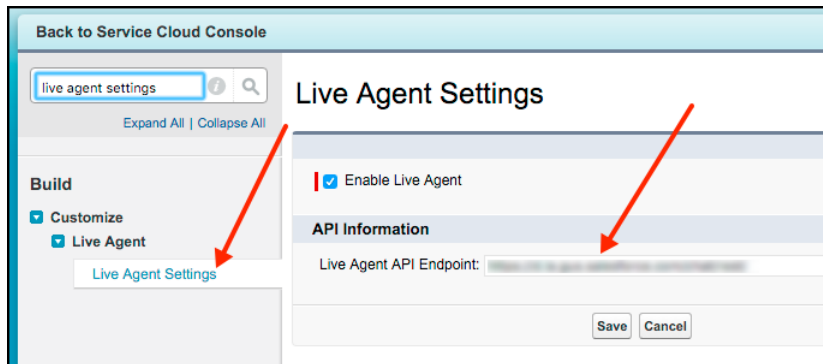 Back to Service Cloud Console
live agent settings
Expand All | Collapse All
Build
Customize
Live Agent
Live Agent Settings
Live Agent Settings
Enable Live Agent
API Information
Live Agent API Endpoint:
Save Cancel